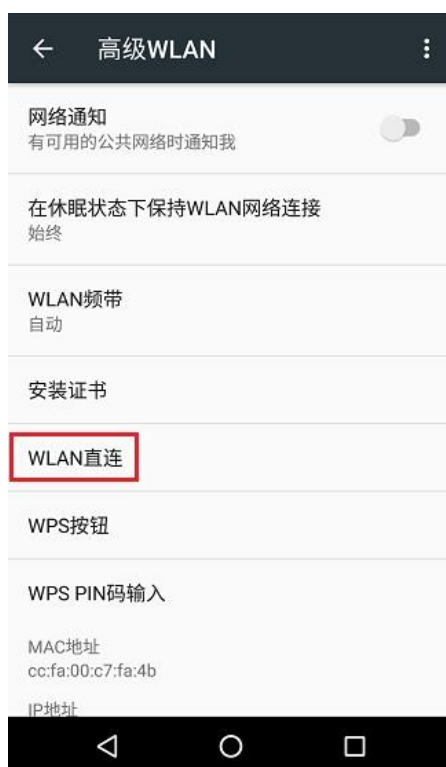 高级WLAN
网络通知
有可用的公共网络时通知我
在休眠状态下保持WLAN网络连接
始终
WLAN频带
自动
安装证书
WLAN直连
WPS按钮
WPS PIN码输入
MAC地址
cc:fa:00:c7:fa:4b
IP地址